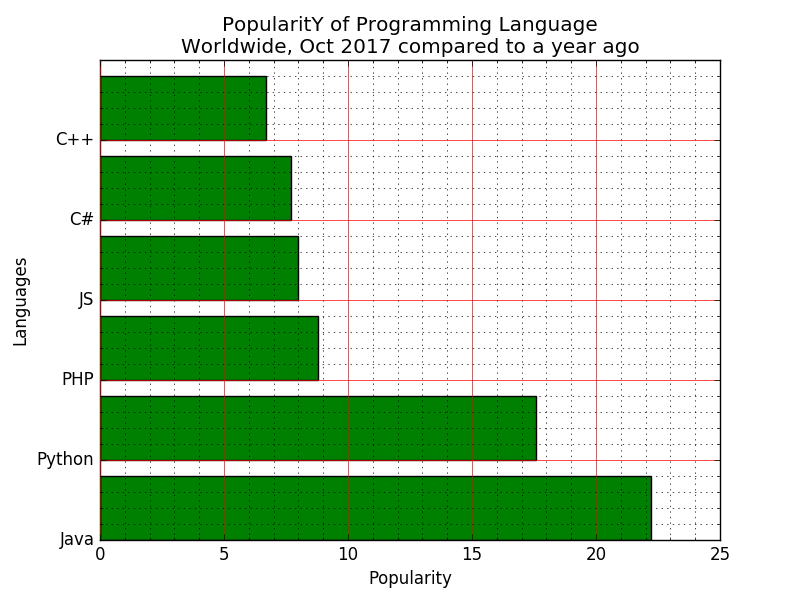 PopularitY of Programming Language
Worldwide, Oct 2017 compared to a year ago
C++
C#
JS
PHP
Python
Java
Languages
0 5 10 15 20 25
Popularity